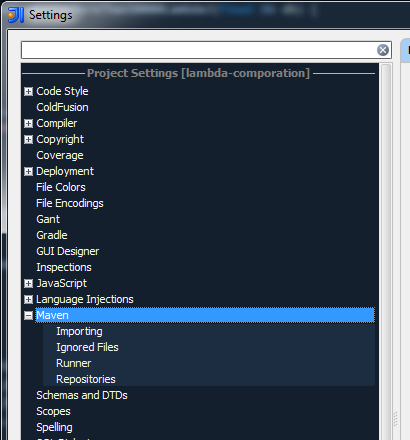 Settings
Project Settings [lambda-comporation]
Code Style
ColdFusion
Compiler
Copyright
Coverage
Deployment
File Colors
File Encodings
Gant
Gradle
GUI Designer
Inspections
JavaScript
Language Injections
Maven
Importing
Ignored Files
Runner
Repositories
Schemas and DTDs
Scopes
Spelling